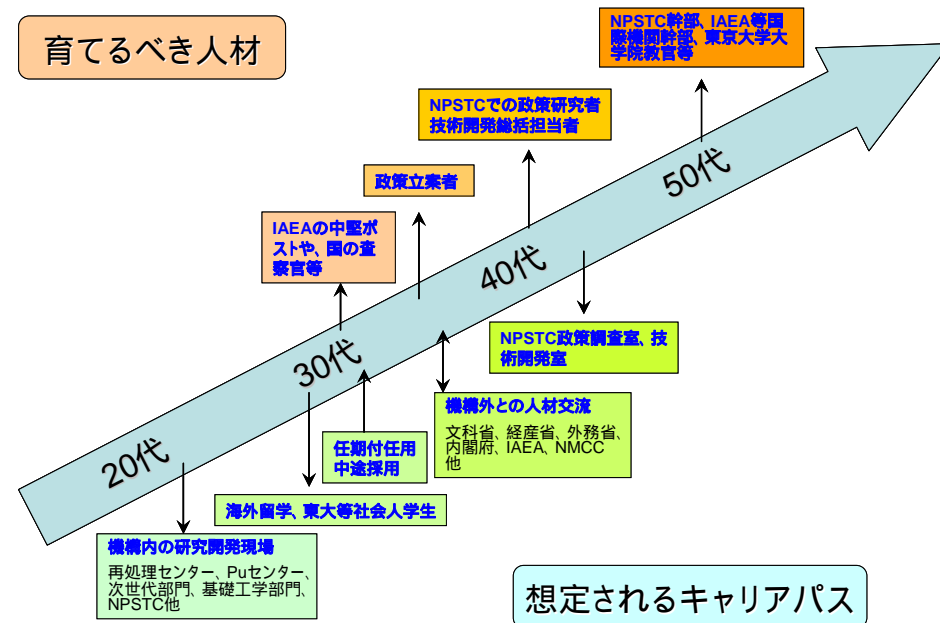 育てるべき人材
NPSTC幹部、IAEA等国
際機関幹部、東京大学大
学院教官等
NPSTCでの政策研究者
技術開発総括担当者
政策立案者
IAEAの中堅ポ
ストや、国の査
察官等
50代
40代
30代
20代
NPSTC政策調査室、技
術開発室
機構外との人材交流
文科省、経産省、外務省、
内閣府、IAEA、NMCC
他
任期付任用
中途採用
海外留学、東大等社会人学生
機構内の研究開発現場
再処理センター、Puセンター、
次世代部門、基礎工学部門、
NPSTC他
想定されるキャリアパス